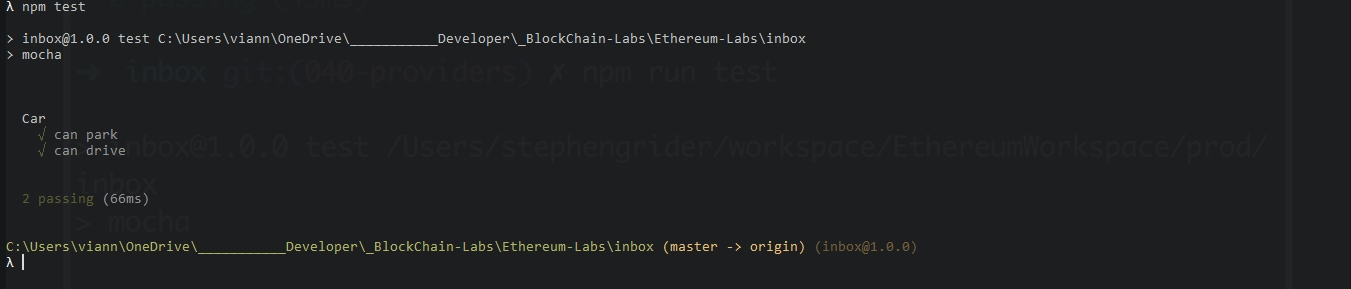 λ npm test
> inbox@1.0.0 test C:\Users\viann\OneDrive\___________Developer\_BlockChain-Labs\Ethereum-Labs\inbox
> mocha
➜ inbox git:(040-providers) ✗ npm run test
Car
√ can park
√ can drive
inbox@1.0.0 test /Users/stephengrider/workspace/EthereumWorkspace/prod/
inbox
2 passing (66ms)
> mocha
C:\Users\viann\OneDrive\___________Developer\_BlockChain-Labs\Ethereum-Labs\inbox (master -> origin) (inbox@1.0.0)
λ